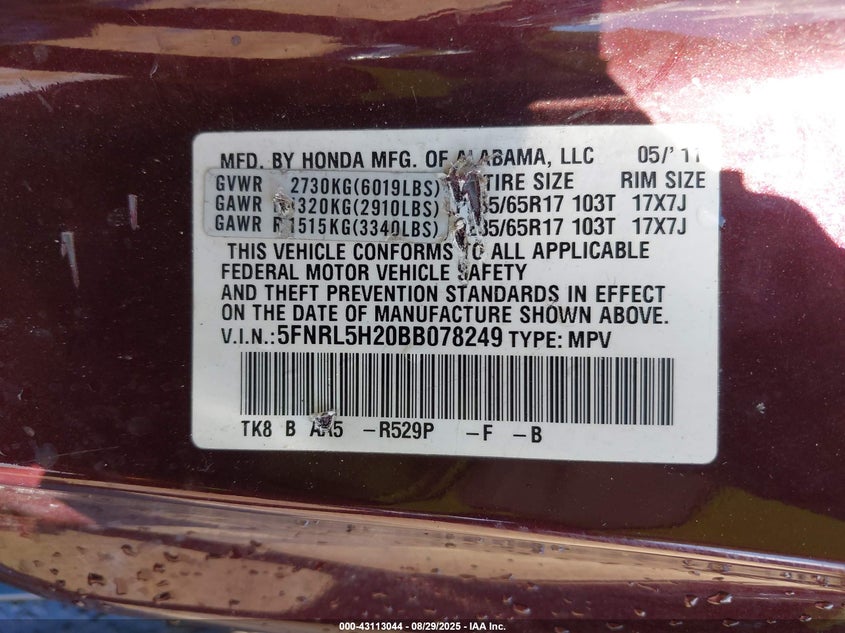 MFD. BY HONDA MFG. OF ALABAMA, LLC 05/'11
GVWR 2730KG(6019LBS) TIRE SIZE RIM SIZE
GAWR 1320KG(2910LBS) 103T 17X7J
GAWR R 1515KG(3340LBS) 103T 17X7J
THIS VEHICLE CONFORMS TO ALL APPLICABLE
FEDERAL MOTOR VEHICLE SAFETY
AND THEFT PREVENTION STANDARDS IN EFFECT
ON THE DATE OF MANUFACTURE SHOWN ABOVE.
V.I.N.:5FNRL5H20BB078249 TYPE: MPV
TK8 B -R529P -F -B
000-43113044 - 08/29/2025 - IAA Inc.